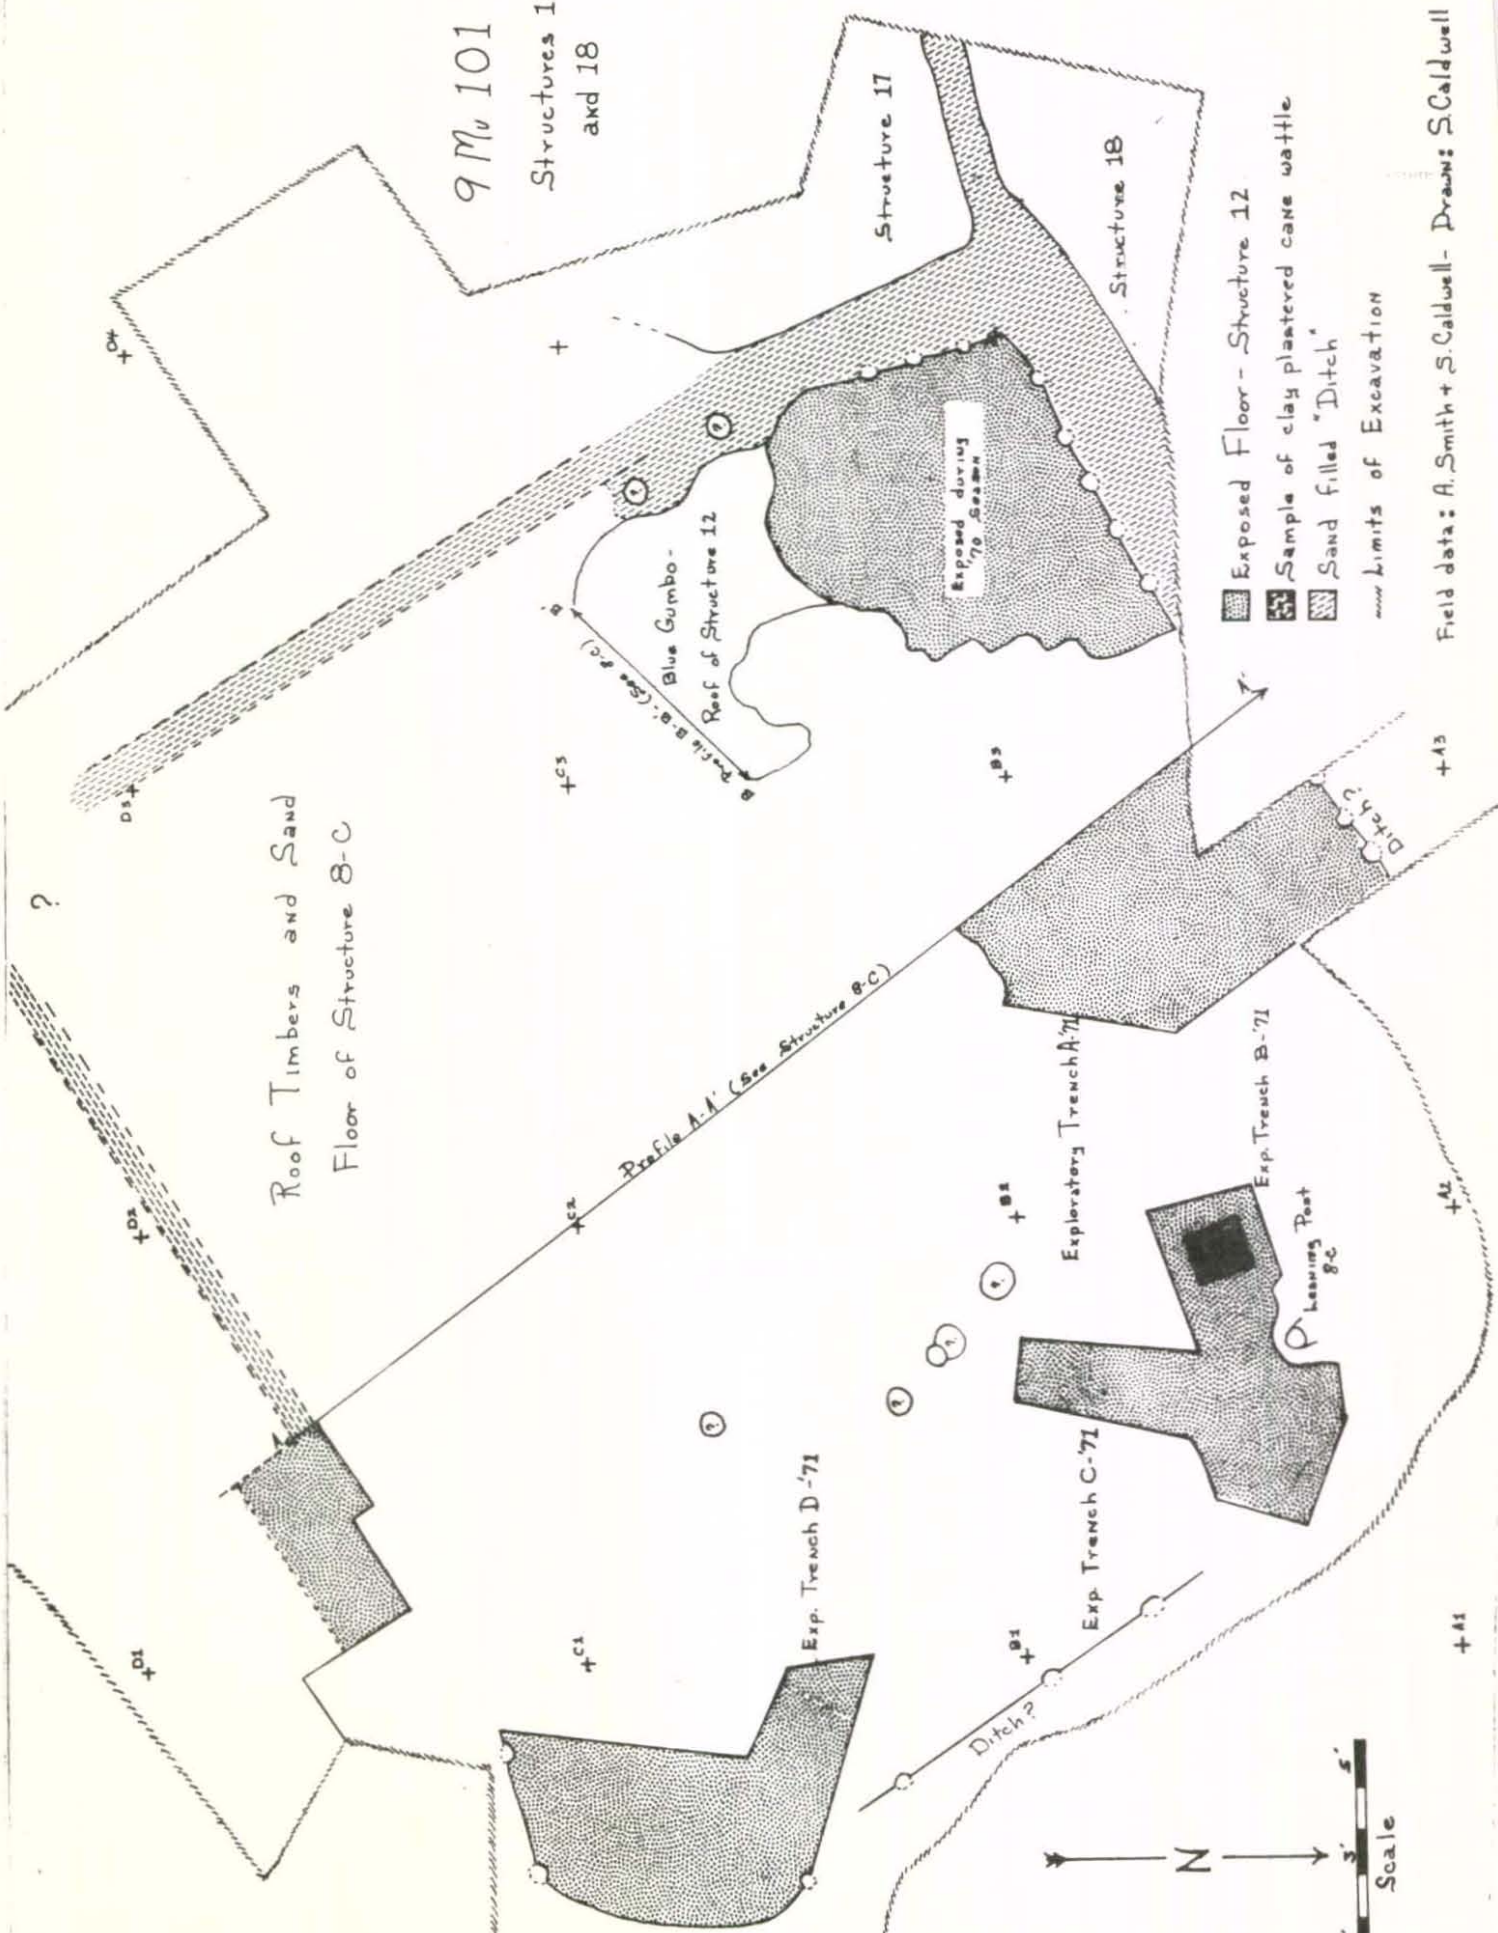 9 Mu 101
Structures 1
and 18
Structure 17
Structure 18
+ D4
+
D3 +
+ D2
+ D1
?
Roof Timbers and Sand
Floor of Structure 8-C
+ C3
+ C2
+ C1
B'
Profile B-B' (See 8-C)
B
Blue Gumbo-
Roof of Structure 12
?
?
Exposed during
'70 Season
A
Profile A-A' (See Structure 8-C)
A'
+ B3
+ B2
+ B1
?
?
?
?
Exploratory Trench A-'71
Exp. Trench B-'71
Exp. Trench C-'71
Exp. Trench D-'71
Leaning Post
8-C
Ditch?
Ditch?
+ A3
+ A2
+ A1
Exposed Floor - Structure 12
Sample of clay plastered cane wattle
Sand filled "Ditch"
Limits of Excavation
Field data: A. Smith + S. Caldwell - Drawn: S. Caldwell
N
3' 5'
Scale